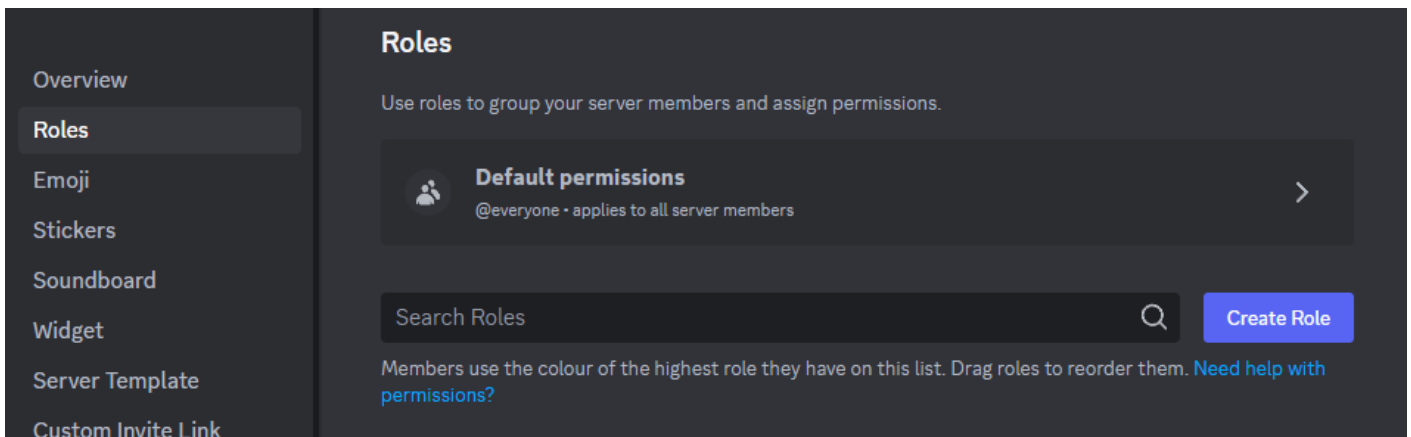 Overview
Roles
Emoji
Stickers
Soundboard
Widget
Server Template
Custom Invite Link
Roles
Use roles to group your server members and assign permissions.
Default permissions
@everyone • applies to all server members
Search Roles
Create Role
Members use the colour of the highest role they have on this list. Drag roles to reorder them. Need help with
permissions?